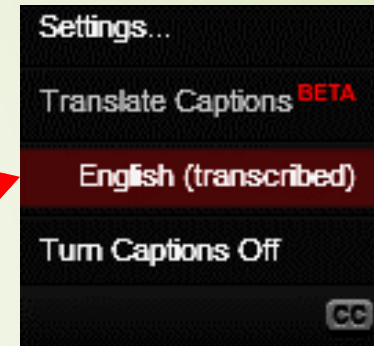 Settings...
Translate Captions BETA
English (transcribed)
Turn Captions Off
CC